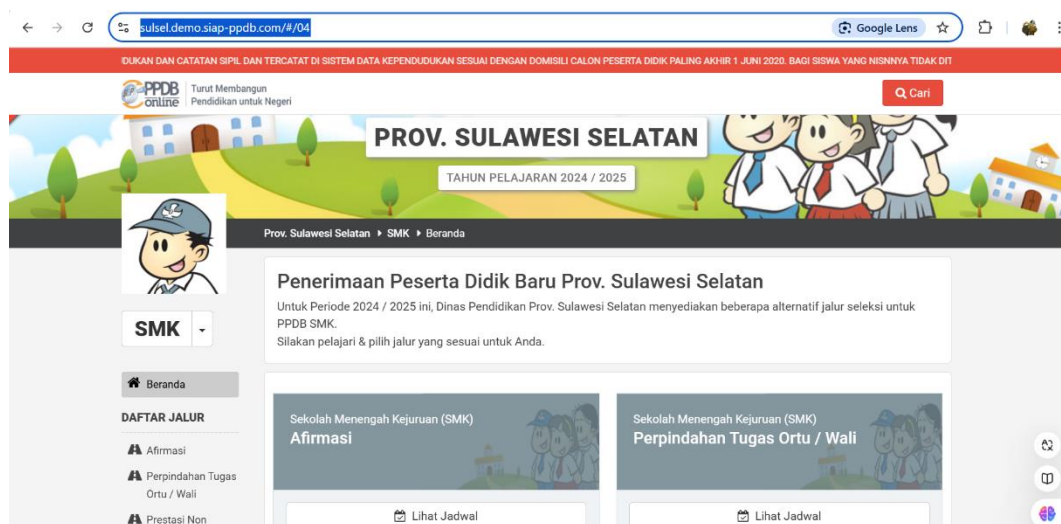 sulsel.demo.siap-ppdb.com/#/04
Google Lens
DUKAN DAN CATATAN SIPIL DAN TERCATAT DI SISTEM DATA KEPENDUDUKAN SESUAI DENGAN DOMISILI CALON PESERTA DIDIK PALING AKHIR 1 JUNI 2020. BAGI SISWA YANG NISNNYA TIDAK DIT
PPDB online
Turut Membangun
Pendidikan untuk Negeri
Cari
PROV. SULAWESI SELATAN
TAHUN PELAJARAN 2024 / 2025
Prov. Sulawesi Selatan
SMK
Beranda
Penerimaan Peserta Didik Baru Prov. Sulawesi Selatan
Untuk Periode 2024 / 2025 ini, Dinas Pendidikan Prov. Sulawesi Selatan menyediakan beberapa alternatif jalur seleksi untuk
PPDB SMK.
Silakan pelajari & pilih jalur yang sesuai untuk Anda.
SMK
Beranda
DAFTAR JALUR
Afirmasi
Perpindahan Tugas
Ortu / Wali
Prestasi Non
Sekolah Menengah Kejuruan (SMK)
Afirmasi
Lihat Jadwal
Sekolah Menengah Kejuruan (SMK)
Perpindahan Tugas Ortu / Wali
Lihat Jadwal